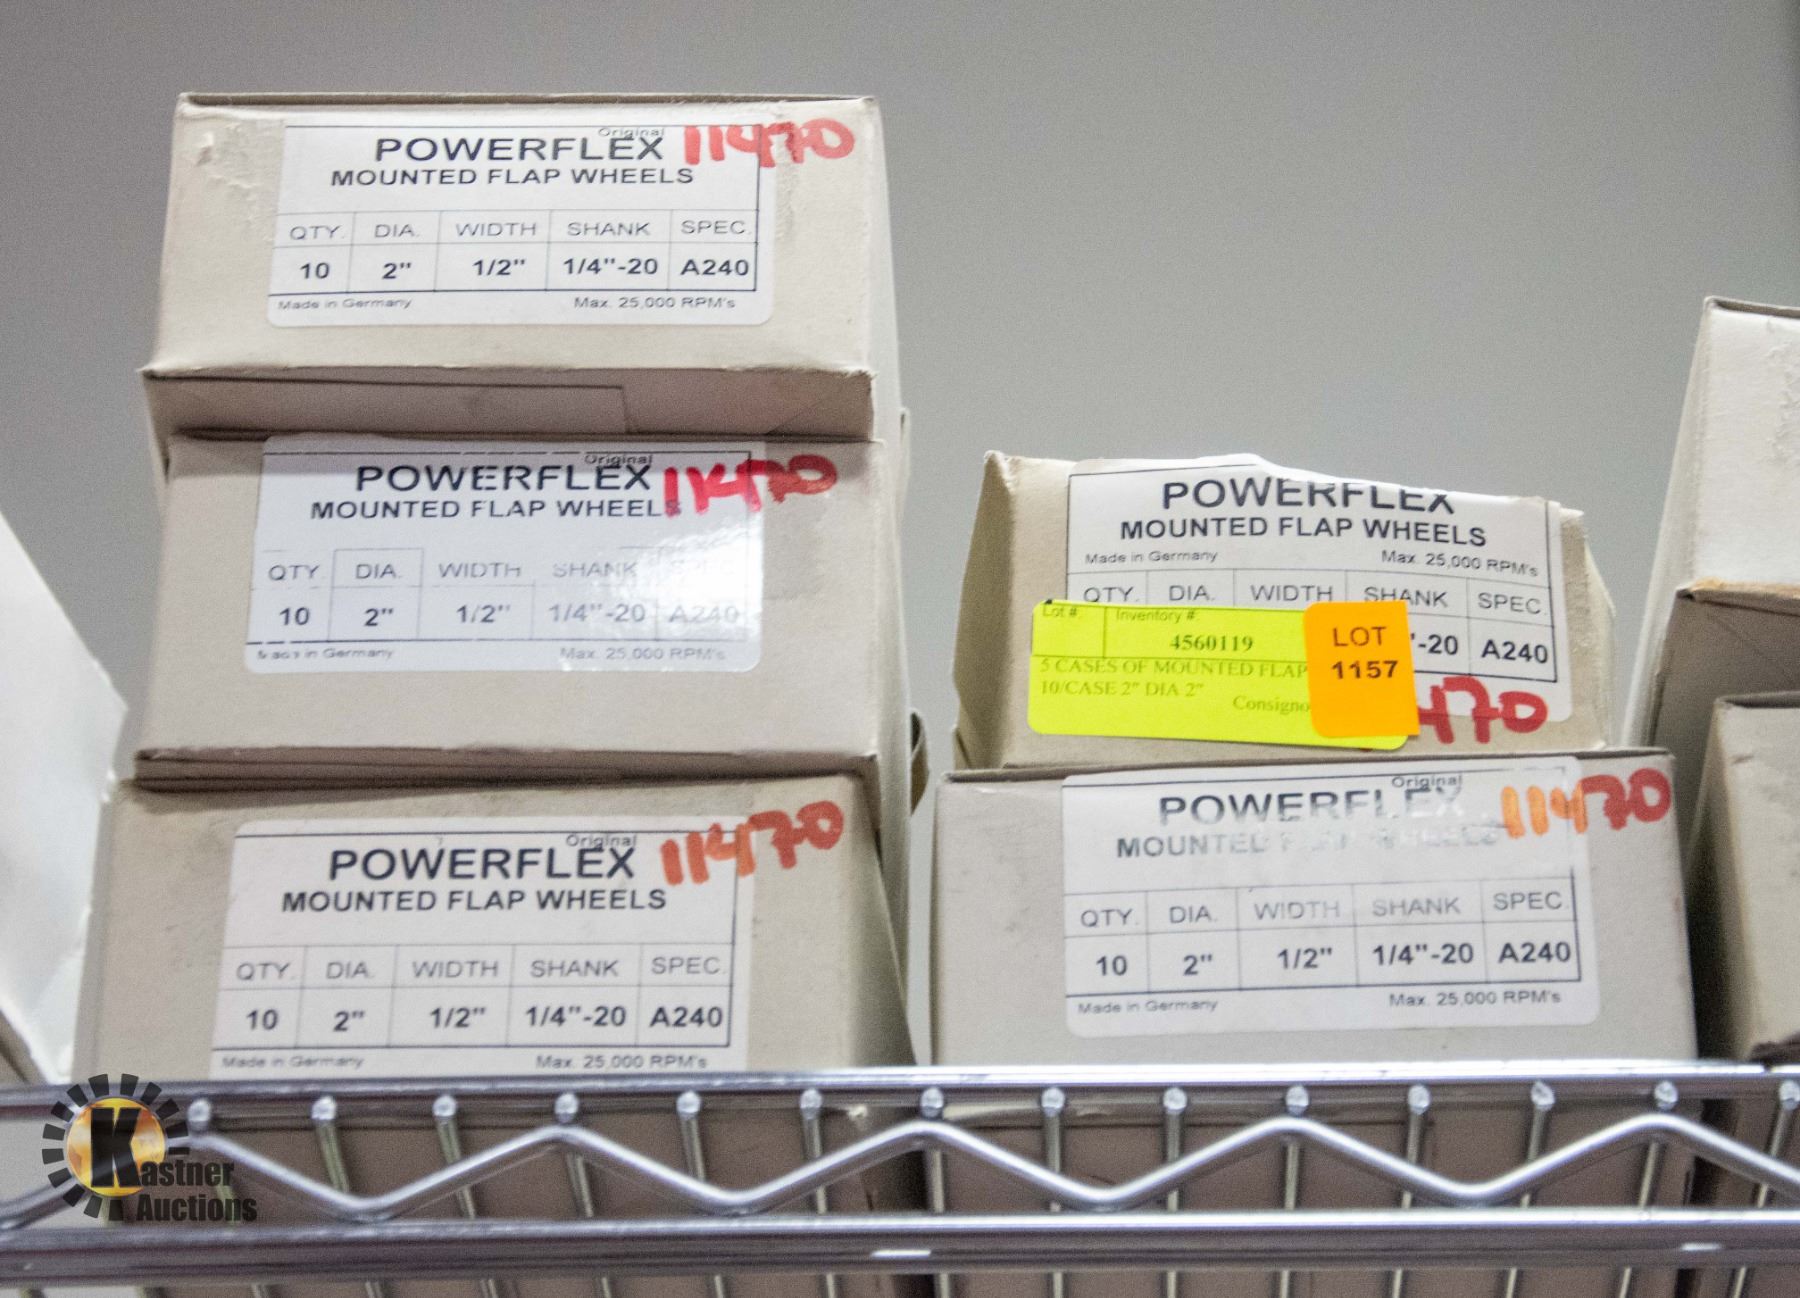 Original
POWERFLEX 11470
MOUNTED FLAP WHEELS
QTY. DIA. WIDTH SHANK SPEC.
10 2" 1/2" 1/4"-20 A240
Made in Germany Max. 25,000 RPM's
Original
POWERFLEX 11470
MOUNTED FLAP WHEELS
QTY. DIA. WIDTH SHANK SPEC
10 2" 1/2" 1/4"-20 A240
Made in Germany Max. 25,000 RPM's
Original
POWERFLEX 11470
MOUNTED FLAP WHEELS
QTY. DIA. WIDTH SHANK SPEC.
10 2" 1/2" 1/4"-20 A240
Made in Germany Max. 25,000 RPM's
POWERFLEX
MOUNTED FLAP WHEELS
Made in Germany Max. 25,000 RPM's
QTY. DIA. WIDTH SHANK SPEC.
"-20 A240
470
Lot #: Inventory #:
4560119
5 CASES OF MOUNTED FLAP
10/CASE 2" DIA 2"
Consigno
LOT
1157
Original
POWERFLEX 11470
MOUNTED FLAP WHEELS
QTY. DIA. WIDTH SHANK SPEC.
10 2" 1/2" 1/4"-20 A240
Made in Germany Max. 25,000 RPM's
Kastner
Auctions